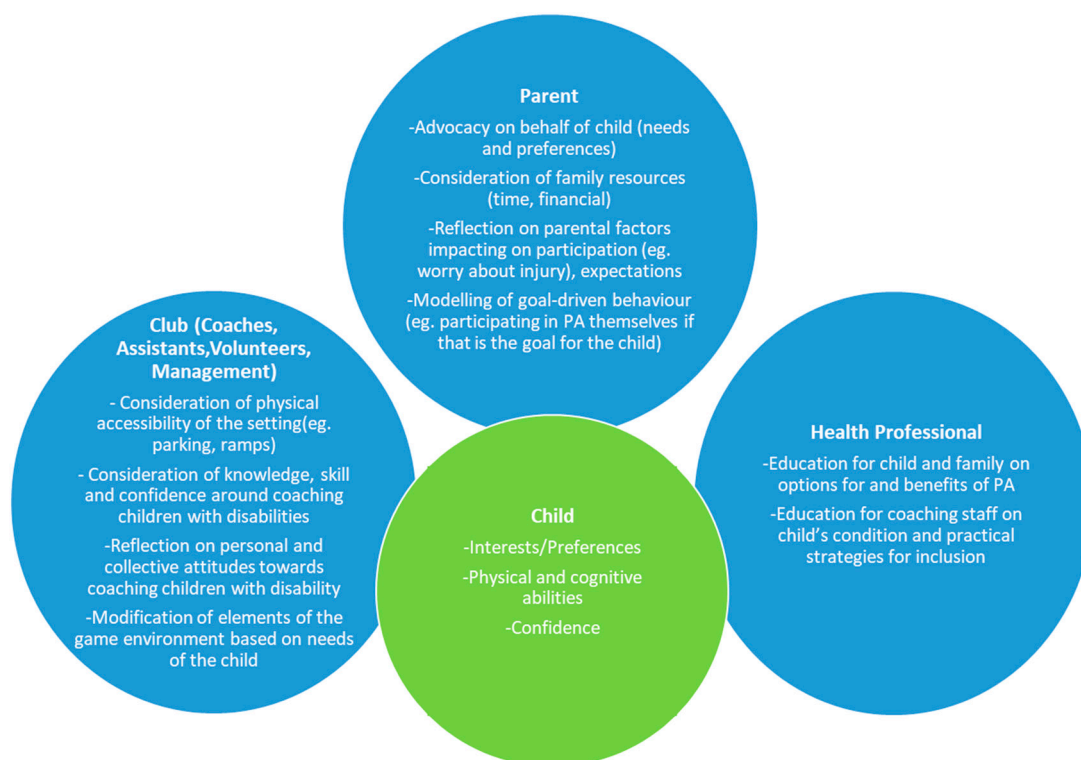 Parent
-Advocacy on behalf of child (needs
and preferences)
-Consideration of family resources
(time, financial)
-Reflection on parental factors
impacting on participation (eg.
worry about injury), expectations
-Modelling of goal-driven behaviour
(eg. participating in PA themselves if
that is the goal for the child)
Club (Coaches,
Assistants,Volunteers,
Management)
- Consideration of physical
accessibility of the setting(eg.
parking, ramps)
- Consideration of knowledge, skill
and confidence around coaching
children with disabilities
-Reflection on personal and
collective attitudes towards
coaching children with disability
-Modification of elements of the
game environment based on needs
of the child
Child
-Interests/Preferences
-Physical and cognitive
abilities
-Confidence
Health Professional
-Education for child and family on
options for and benefits of PA
-Education for coaching staff on
child's condition and practical
strategies for inclusion